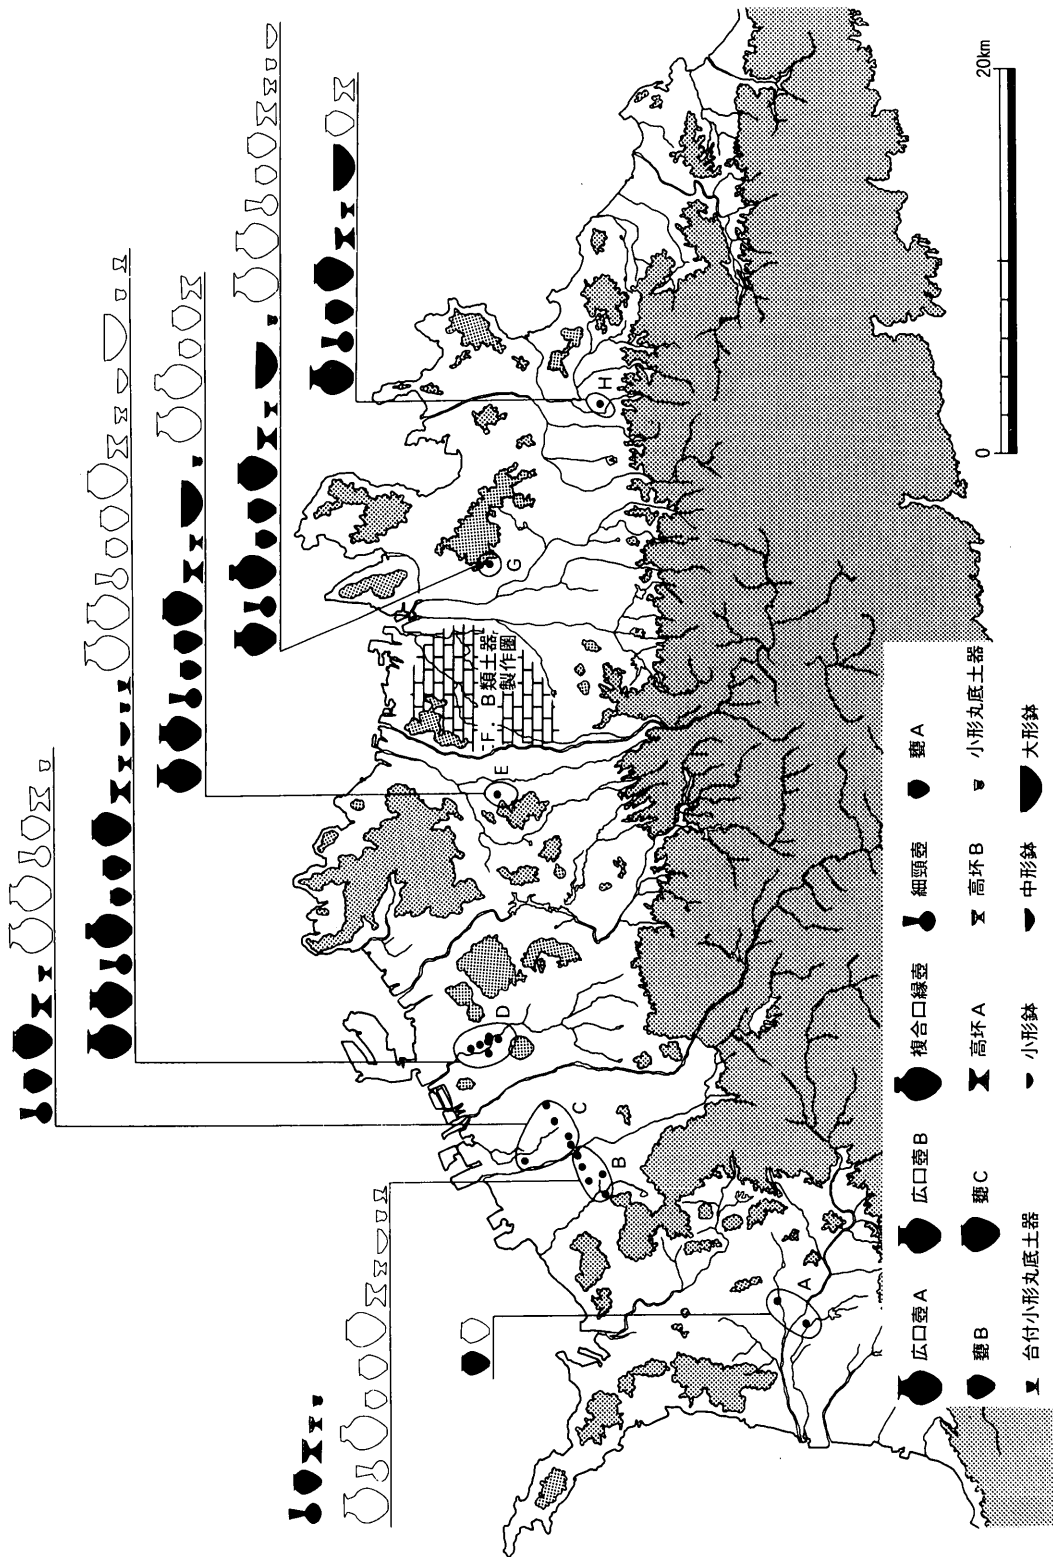 A
B
C
D
E
F. B類土器
製作圏
G
H
0
20km
広口壺A
広口壺B
複合口縁壺
細頸壺
甕A
甕B
甕C
高坏A
高坏B
小形丸底土器
台付小形丸底土器
小形鉢
中形鉢
大形鉢